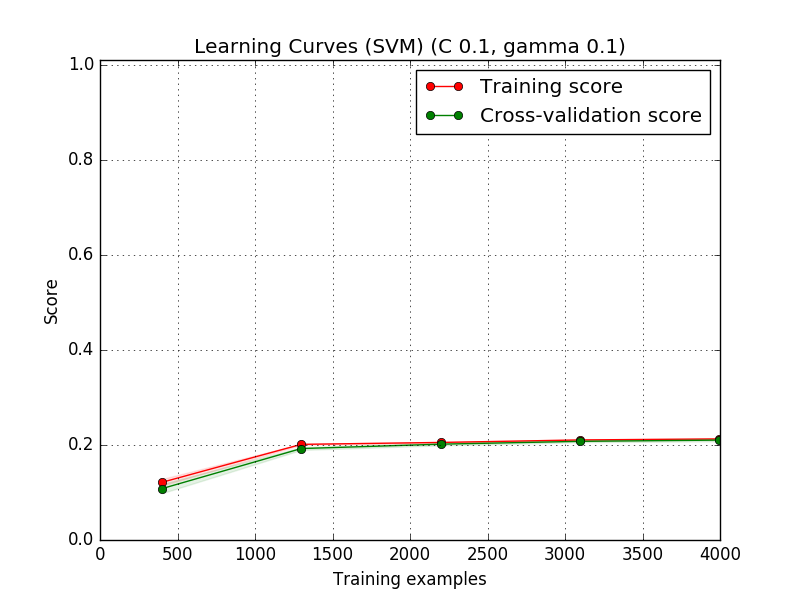 Learning Curves (SVM) (C 0.1, gamma 0.1)
Training score
Cross-validation score
1.0
0.8
0.6
0.4
0.2
0.0
Score
0 500 1000 1500 2000 2500 3000 3500 4000
Training examples